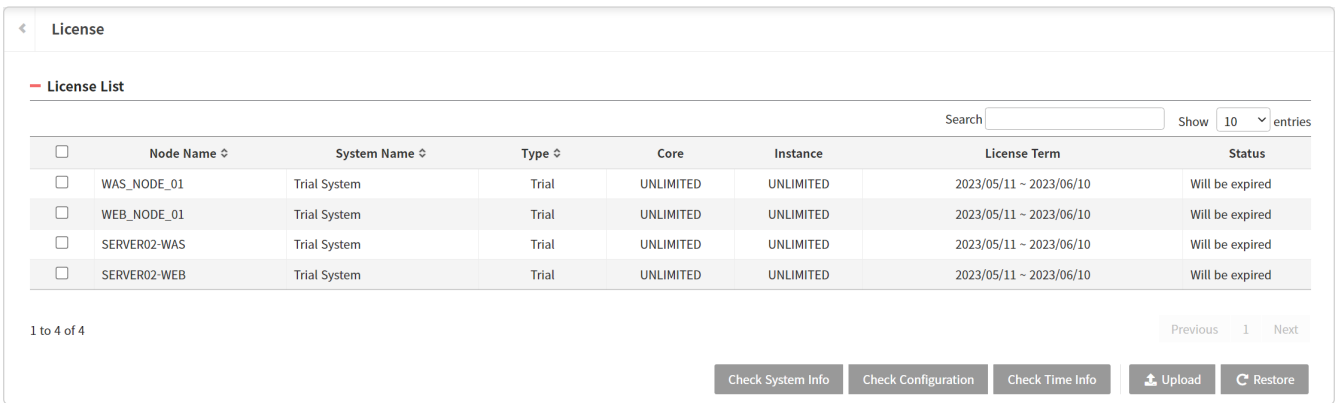 License
License List
Search Show 10 entries
Node Name System Name Type Core Instance License Term Status
WAS_NODE_01 Trial System Trial UNLIMITED UNLIMITED 2023/05/11 ~ 2023/06/10 Will be expired
WEB_NODE_01 Trial System Trial UNLIMITED UNLIMITED 2023/05/11 ~ 2023/06/10 Will be expired
SERVER02-WAS Trial System Trial UNLIMITED UNLIMITED 2023/05/11 ~ 2023/06/10 Will be expired
SERVER02-WEB Trial System Trial UNLIMITED UNLIMITED 2023/05/11 ~ 2023/06/10 Will be expired
1 to 4 of 4 Previous 1 Next
Check System Info Check Configuration Check Time Info Upload Restore